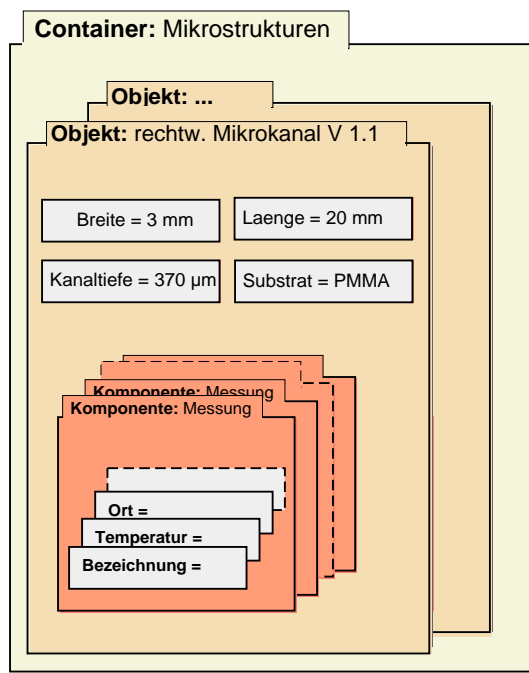 Container: Mikrostrukturen
Objekt: ...
Objekt: rechtw. Mikrokanal V 1.1
Breite = 3 mm
Laenge = 20 mm
Kanaltiefe = 370 µm
Substrat = PMMA
Komponente: Messung
Komponente: Messung
Ort =
Temperatur =
Bezeichnung =